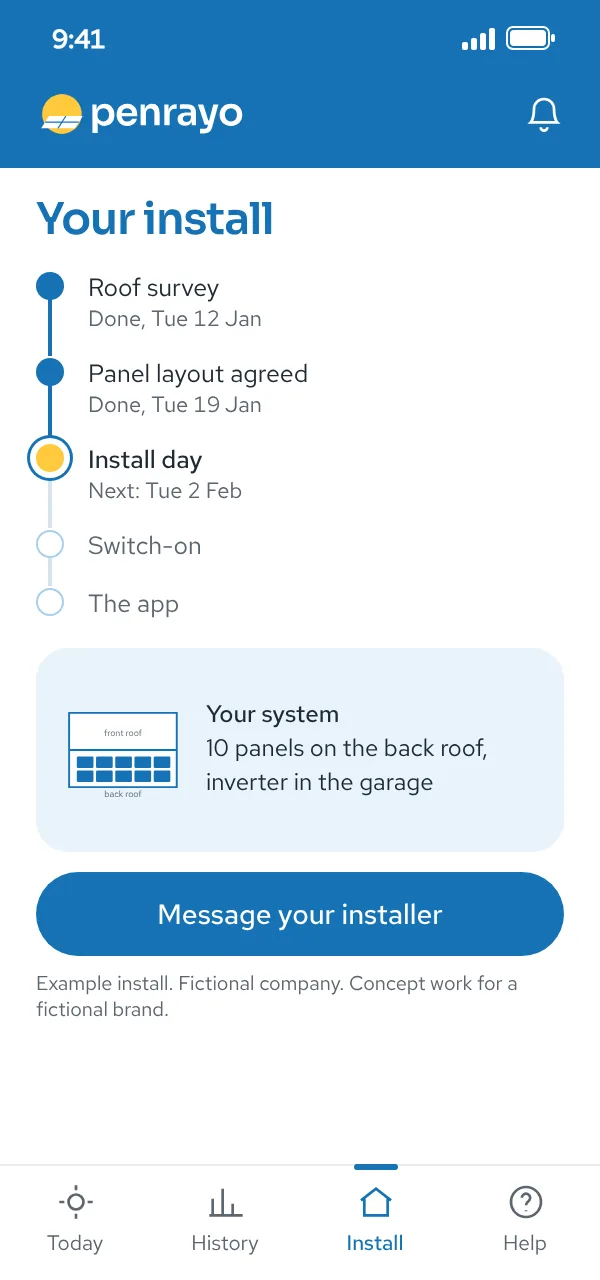 9:41
penrayo
Your install
Roof survey
Done, Tue 12 Jan
Panel layout agreed
Done, Tue 19 Jan
Install day
Next: Tue 2 Feb
Switch-on
The app
front roof
back roof
Your system
10 panels on the back roof,
inverter in the garage
Message your installer
Example install. Fictional company. Concept work for a
fictional brand.
Today
History
Install
Help